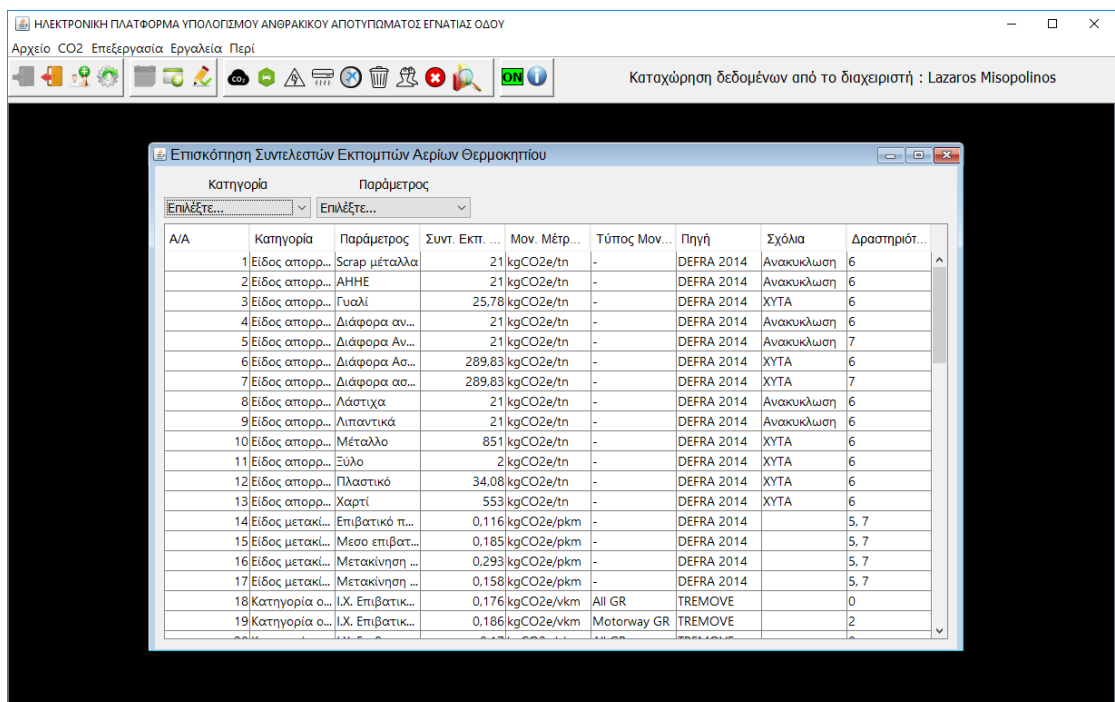 ΗΛΕΚΤΡΟΝΙΚΗ ΠΛΑΤΦΟΡΜΑ ΥΠΟΛΟΓΙΣΜΟΥ ΑΝΘΡΑΚΙΚΟΥ ΑΠΟΤΥΠΩΜΑΤΟΣ ΕΓΝΑΤΙΑΣ ΟΔΟΥ
Αρχείο CO2 Επεξεργασία Εργαλεία Περί
CO₂ ON i Καταχώρηση δεδομένων από το διαχειριστή : Lazaros Misopolinos
Επισκόπηση Συντελεστών Εκπομπών Αερίων Θερμοκηπίου
Κατηγορία Παράμετρος
Επιλέξτε... Επιλέξτε...
Α/Α Κατηγορία Παράμετρος Συντ. Εκπ. ... Μον. Μέτρ... Τύπος Μον... Πηγή Σχόλια Δραστηριότ...
1 Είδος απορρ... Scrap μέταλλα 21 kgCO2e/tn - DEFRA 2014 Ανακυκλωση 6
2 Είδος απορρ... ΑΗΗΕ 21 kgCO2e/tn - DEFRA 2014 Ανακυκλωση 6
3 Είδος απορρ... Γυαλί 25,78 kgCO2e/tn - DEFRA 2014 ΧΥΤΑ 6
4 Είδος απορρ... Διάφορα αν... 21 kgCO2e/tn - DEFRA 2014 Ανακυκλωση 6
5 Είδος απορρ... Διάφορα Αν... 21 kgCO2e/tn - DEFRA 2014 Ανακυκλωση 7
6 Είδος απορρ... Διάφορα Ασ... 289,83 kgCO2e/tn - DEFRA 2014 ΧΥΤΑ 6
7 Είδος απορρ... Διάφορα ασ... 289,83 kgCO2e/tn - DEFRA 2014 ΧΥΤΑ 7
8 Είδος απορρ... Λάστιχα 21 kgCO2e/tn - DEFRA 2014 Ανακυκλωση 6
9 Είδος απορρ... Λιπαντικά 21 kgCO2e/tn - DEFRA 2014 Ανακυκλωση 6
10 Είδος απορρ... Μέταλλο 851 kgCO2e/tn - DEFRA 2014 ΧΥΤΑ 6
11 Είδος απορρ... Ξύλο 2 kgCO2e/tn - DEFRA 2014 ΧΥΤΑ 6
12 Είδος απορρ... Πλαστικό 34,08 kgCO2e/tn - DEFRA 2014 ΧΥΤΑ 6
13 Είδος απορρ... Χαρτί 553 kgCO2e/tn - DEFRA 2014 ΧΥΤΑ 6
14 Είδος μετακί... Επιβατικό π... 0,116 kgCO2e/pkm - DEFRA 2014 5, 7
15 Είδος μετακί... Μεσο επιβατ... 0,185 kgCO2e/pkm - DEFRA 2014 5, 7
16 Είδος μετακί... Μετακίνηση ... 0,293 kgCO2e/pkm - DEFRA 2014 5, 7
17 Είδος μετακί... Μετακίνηση ... 0,158 kgCO2e/pkm - DEFRA 2014 5, 7
18 Κατηγορία ο... Ι.Χ. Επιβατικ... 0,176 kgCO2e/vkm All GR TREMOVE 0
19 Κατηγορία ο... Ι.Χ. Επιβατικ... 0,186 kgCO2e/vkm Motorway GR TREMOVE 2